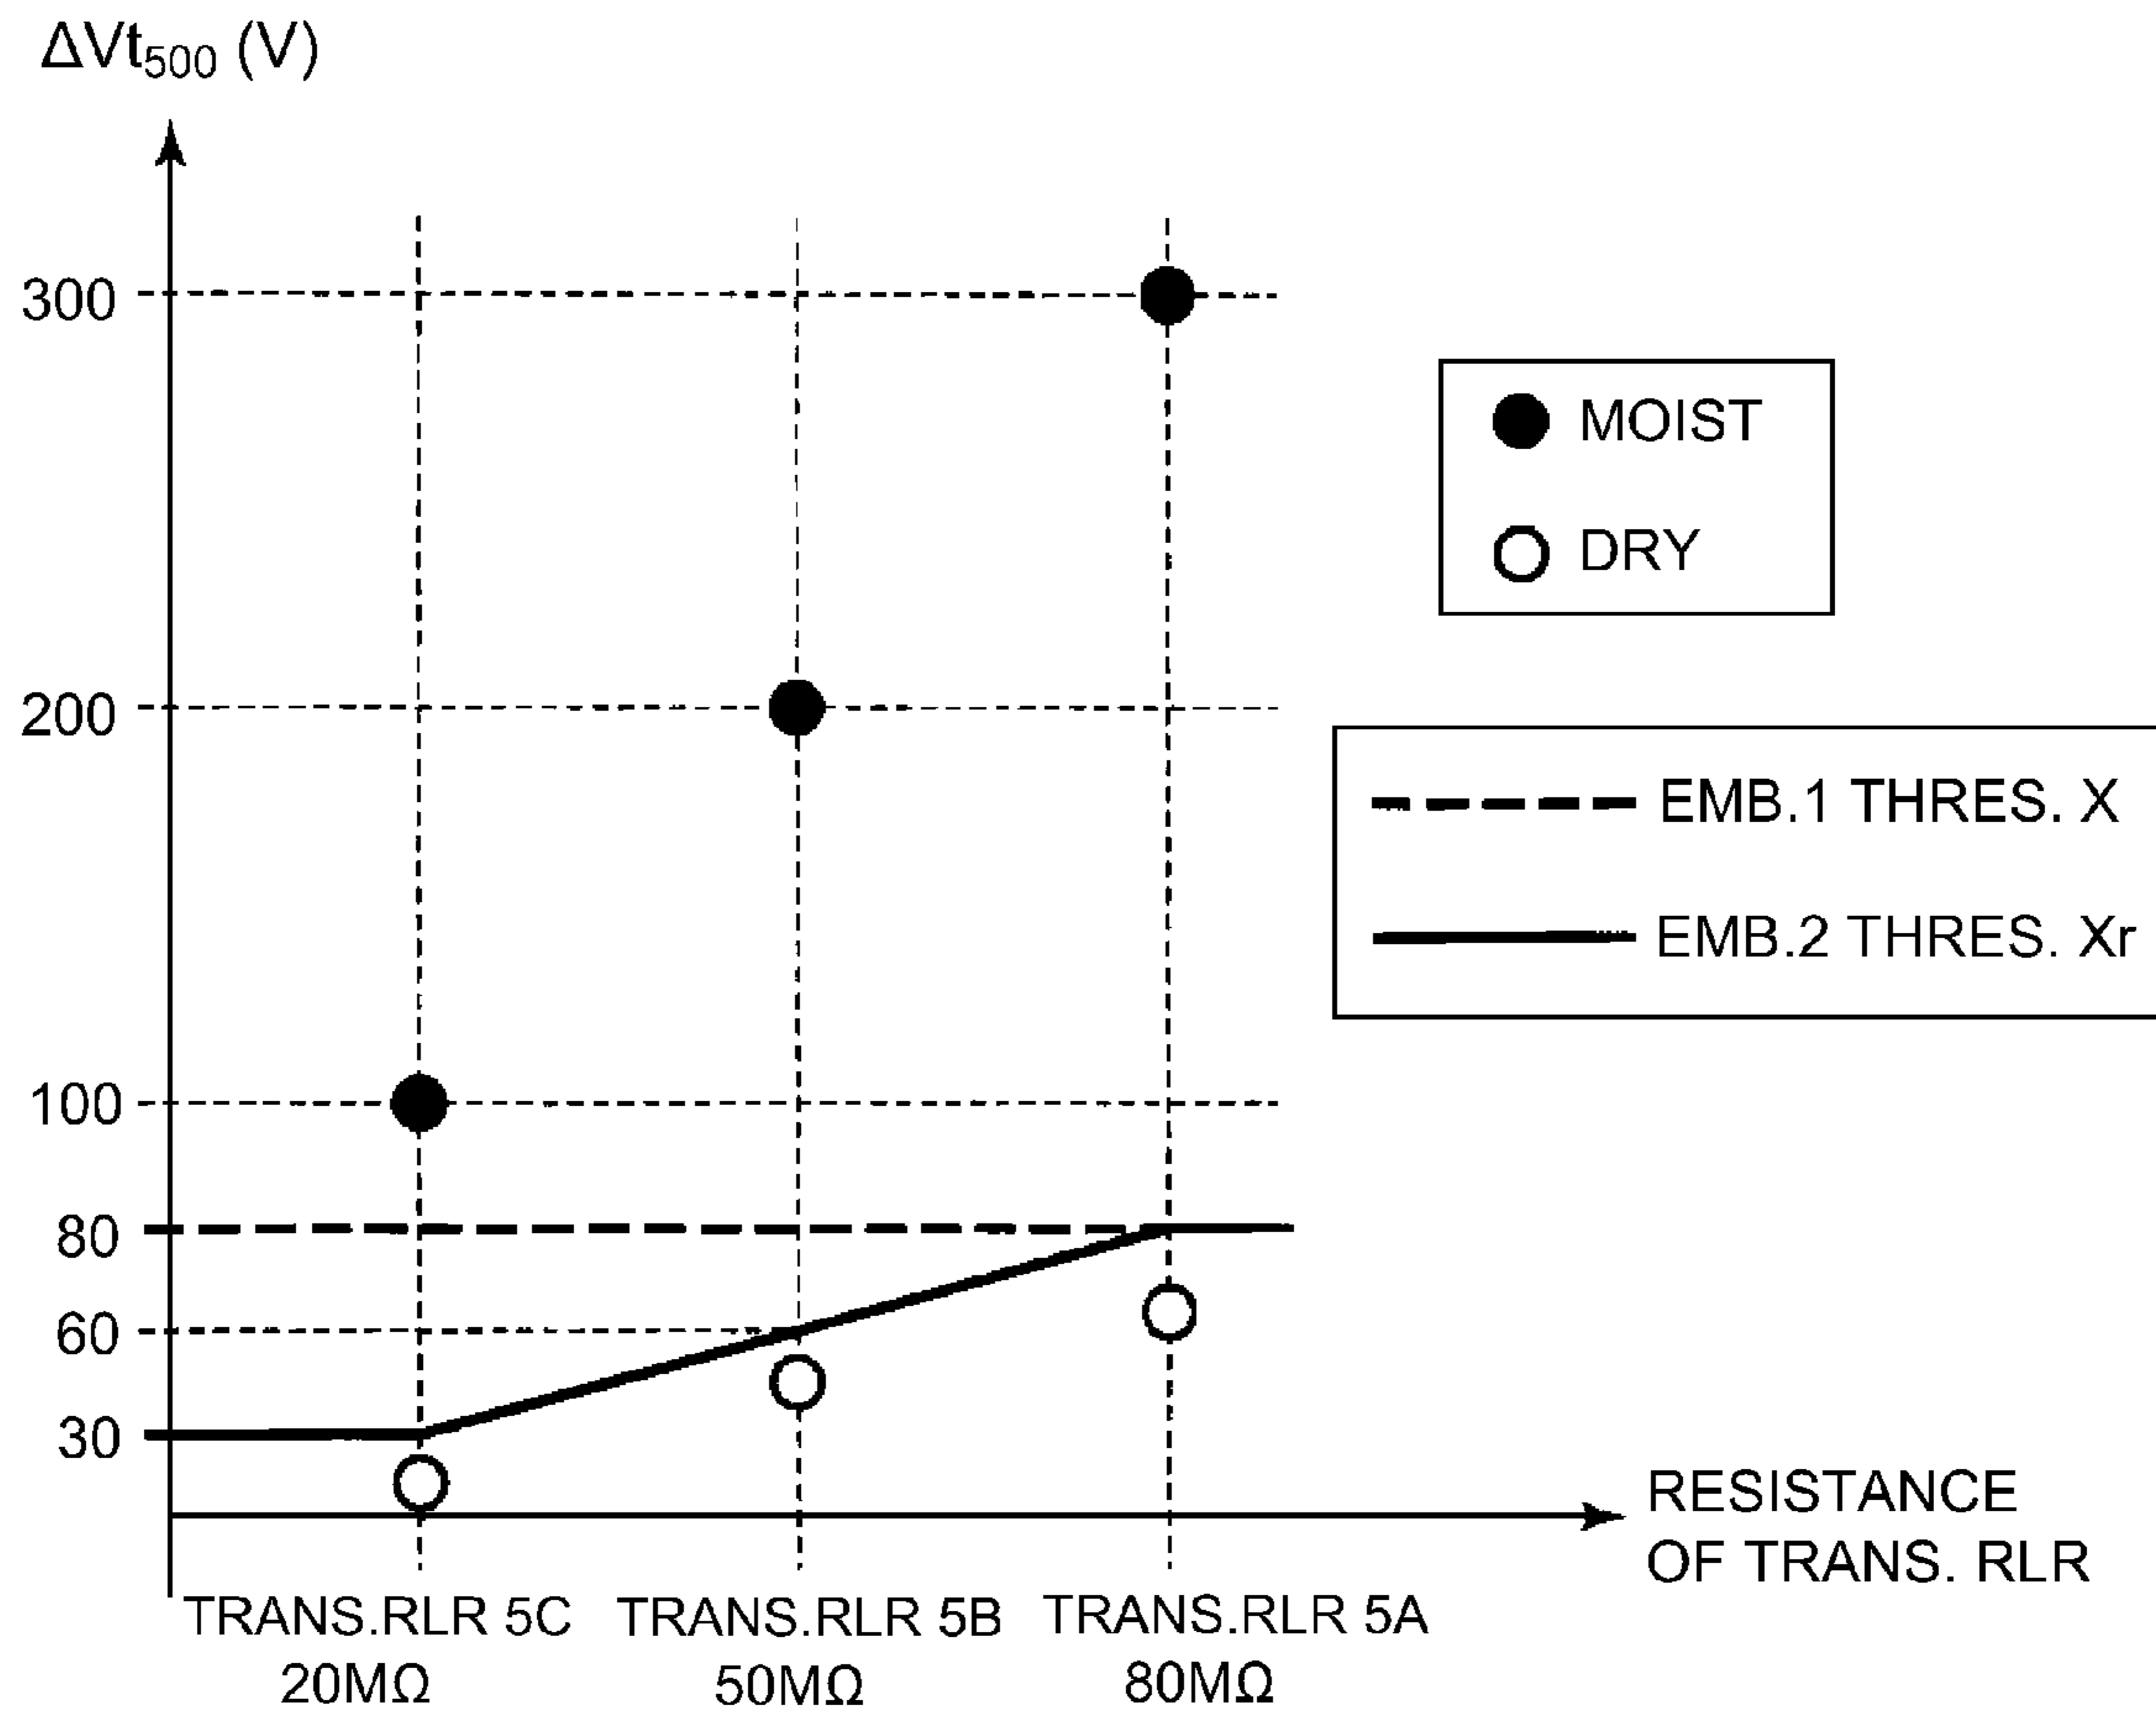 ΔVt500 (V)
300
200
100
80
60
30
MOIST
DRY
EMB.1 THRES. X
EMB.2 THRES. Xr
RESISTANCE
OF TRANS. RLR
TRANS.RLR 5C
20MΩ
TRANS.RLR 5B
50MΩ
TRANS.RLR 5A
80MΩ